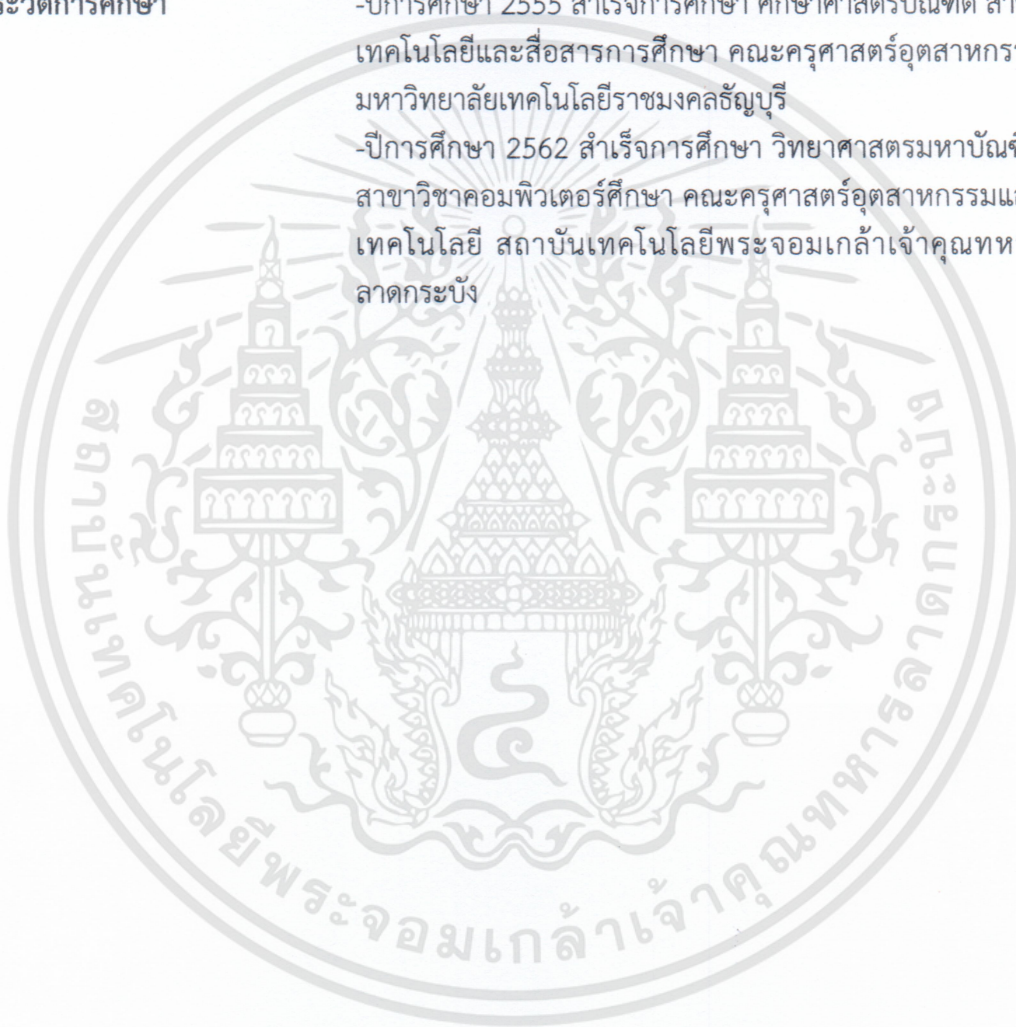 -ปีการศึกษา 2555 สำเร็จการศึกษา ศึกษาศาสตรบัณฑิต
เทคโนโลยีและสื่อสารการศึกษา คณะครุศาสตร์อุตสาหกรรม
มหาวิทยาลัยเทคโนโลยีราชมงคลธัญบุรี
-ปีการศึกษา 2562 สำเร็จการศึกษา วิทยาศาสตรมหาบัณฑิ
สาขาวิชาคอมพิวเตอร์ศึกษา คณะครุศาสตร์อุตสาหกรรมแล
เทคโนโลยี สถาบันเทคโนโลยีพระจอมเกล้าเจ้าคุณทห
ลาดกระบัง
สถาบันเทคโนโลยีพระจอมเกล้าเจ้าคุณทหารลาดกระบัง
๔